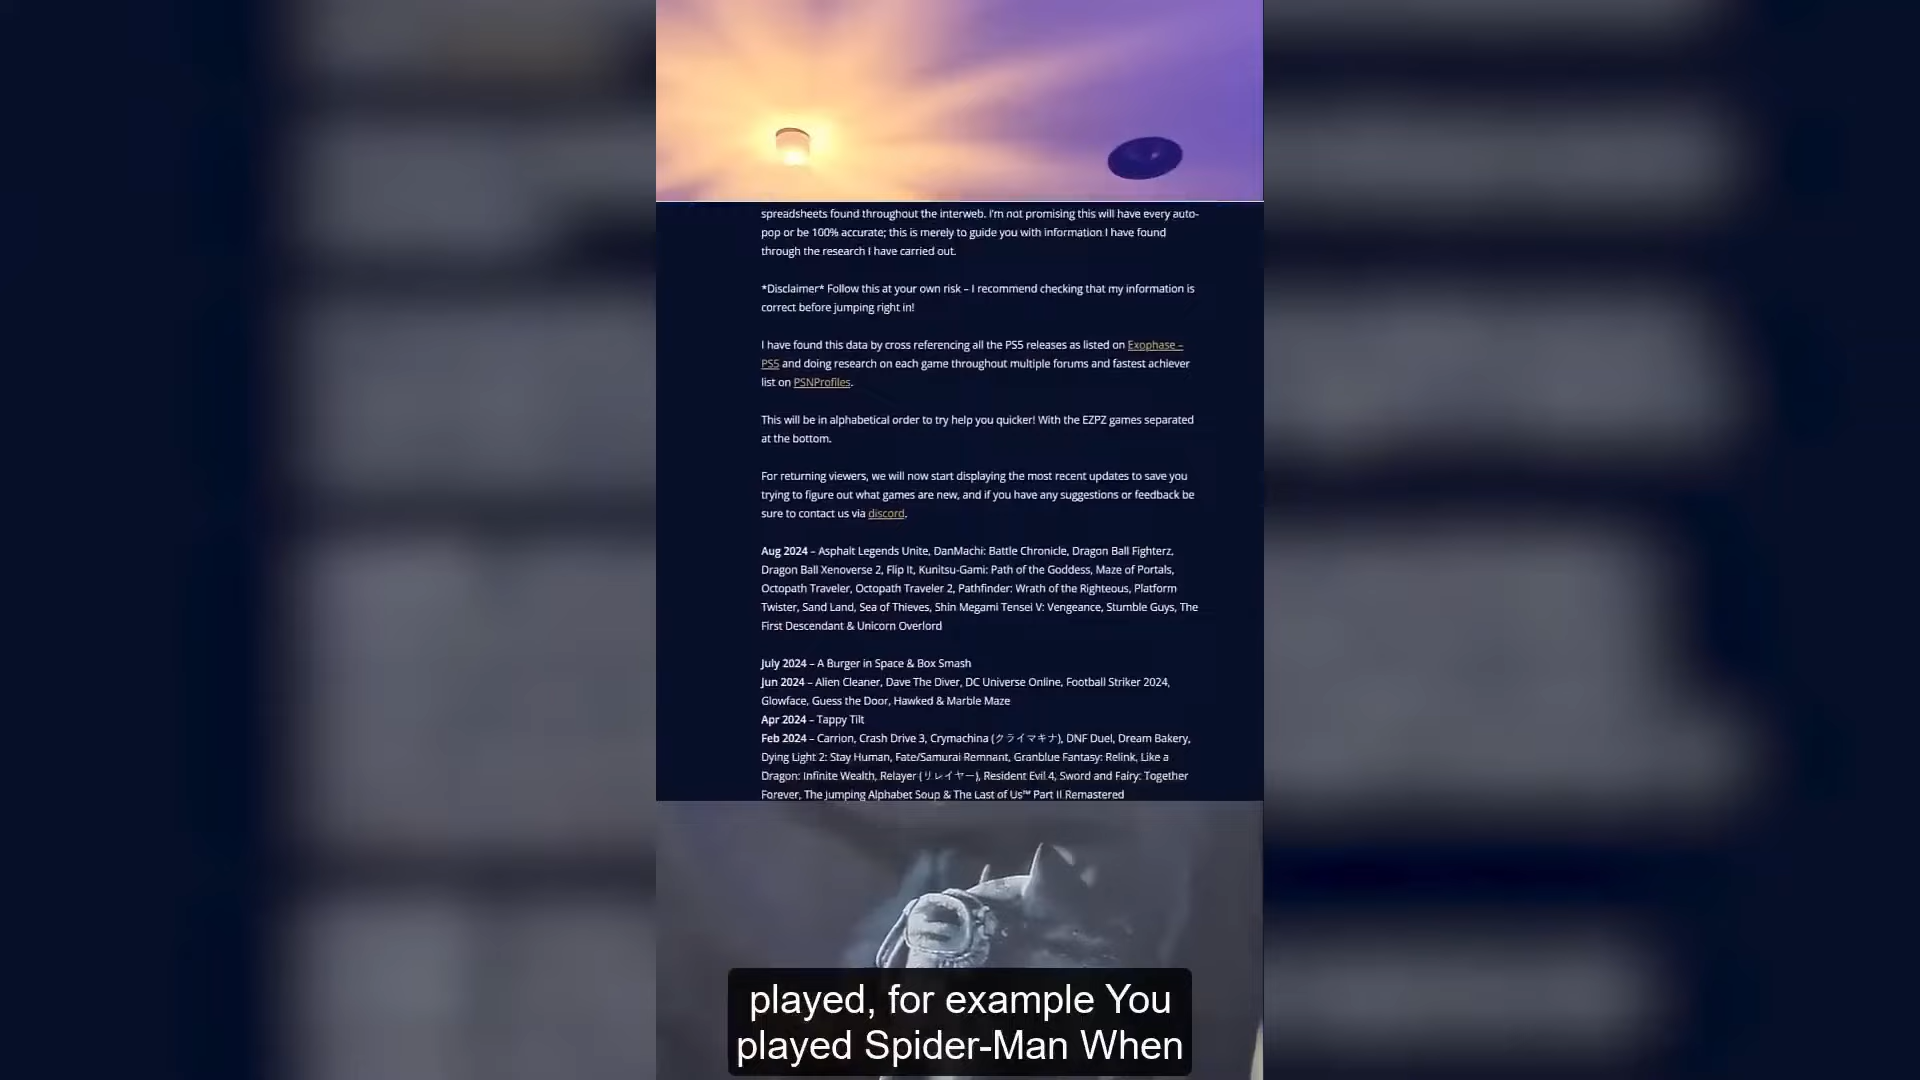 spreadsheets found throughout the interweb. I'm not promising this will have every auto-
pop or be 100% accurate; this is merely to guide you with information I have found
through the research I have carried out.
*Disclaimer* Follow this at your own risk – I recommend checking that my information is
correct before jumping right in!
I have found this data by cross referencing all the PS5 releases as listed on Exophase –
PS5 and doing research on each game throughout multiple forums and fastest achiever
list on PSNProfiles.
This will be in alphabetical order to try help you quicker! With the EZPZ games separated
at the bottom.
For returning viewers, we will now start displaying the most recent updates to save you
trying to figure out what games are new, and if you have any suggestions or feedback be
sure to contact us via discord.
Aug 2024 – Asphalt Legends Unite, DanMachi: Battle Chronicle, Dragon Ball Fighterz,
Dragon Ball Xenoverse 2, Flip It, Kunitsu-Gami: Path of the Goddess, Maze of Portals,
Octopath Traveler, Octopath Traveler 2, Pathfinder: Wrath of the Righteous, Platform
Twister, Sand Land, Sea of Thieves, Shin Megami Tensei V: Vengeance, Stumble Guys, The
First Descendant & Unicorn Overlord
July 2024 – A Burger in Space & Box Smash
Jun 2024 – Alien Cleaner, Dave The Diver, DC Universe Online, Football Striker 2024,
Glowface, Guess the Door, Hawked & Marble Maze
Apr 2024 – Tappy Tilt
Feb 2024 – Carrion, Crash Drive 3, Crymachina (クライマキナ), DNF Duel, Dream Bakery,
Dying Light 2: Stay Human, Fate/Samurai Remnant, Granblue Fantasy: Relink, Like a
Dragon: Infinite Wealth, Relayer (リレイヤー), Resident Evil 4, Sword and Fairy: Together
Forever, The Jumping Alphabet Soup & The Last of Us™ Part II Remastered
played, for example You
played Spider-Man When